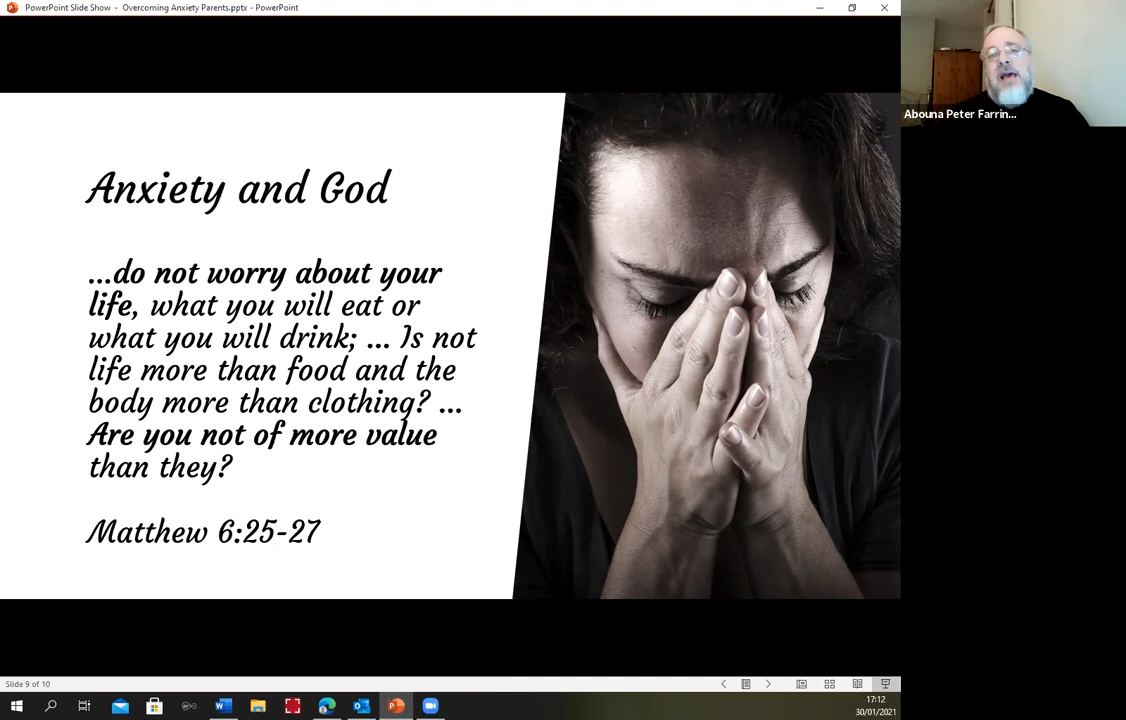 PowerPoint Slide Show - Overcoming Anxiety Parents.pptx - PowerPoint
Abouna Peter Farrin...
Anxiety and God
...do not worry about your
life, what you will eat or
what you will drink; ... Is not
life more than food and the
body more than clothing? ...
Are you not of more value
than they?
Matthew 6:25-27
Slide 9 of 10
17:12
30/01/2021